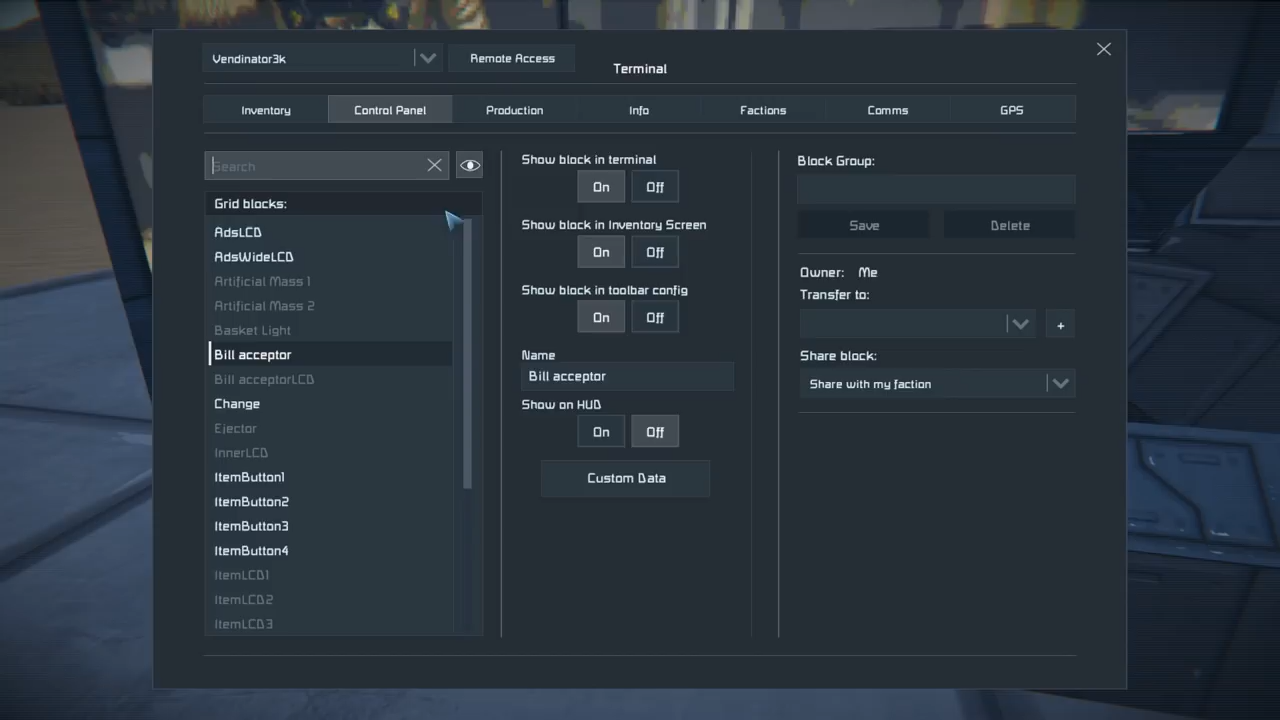 Vendinator3k
Remote Access
Terminal
Inventory
Control Panel
Production
Info
Factions
Comms
GPS
Search
Grid blocks:
AdsLCD
AdsWideLCD
Artificial Mass 1
Artificial Mass 2
Basket Light
Bill acceptor
Bill acceptorLCD
Change
Ejector
InnerLCD
ItemButton1
ItemButton2
ItemButton3
ItemButton4
ItemLCD1
ItemLCD2
ItemLCD3
Show block in terminal
On Off
Show block in Inventory Screen
On Off
Show block in toolbar config
On Off
Name
Bill acceptor
Show on HUD
On Off
Custom Data
Block Group:
Save
Delete
Owner: Me
Transfer to:
+
Share block:
Share with my faction